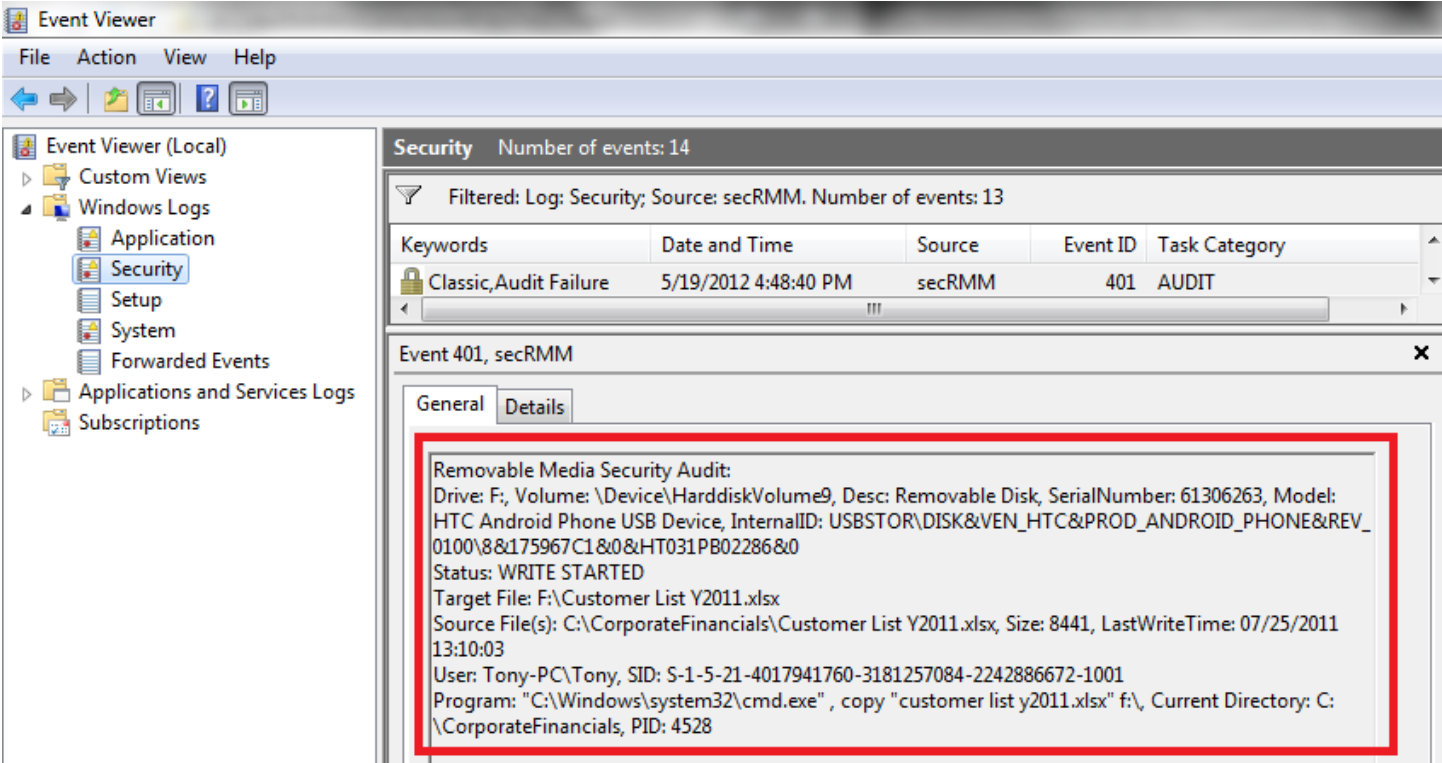 Event Viewer
File Action View Help
Event Viewer (Local)
Custom Views
Windows Logs
Application
Security
Setup
System
Forwarded Events
Applications and Services Logs
Subscriptions
Security Number of events: 14
Filtered: Log: Security; Source: secRMM. Number of events: 13
Keywords Date and Time Source Event ID Task Category
Classic,Audit Failure 5/19/2012 4:48:40 PM secRMM 401 AUDIT
Event 401, secRMM
General Details
Removable Media Security Audit:
Drive: F:, Volume: \Device\HarddiskVolume9, Desc: Removable Disk, SerialNumber: 61306263, Model:
HTC Android Phone USB Device, InternalID: USBSTOR\DISK&VEN_HTC&PROD_ANDROID_PHONE&REV_
0100\8&175967C1&0&HT031PB02286&0
Status: WRITE STARTED
Target File: F:\Customer List Y2011.xlsx
Source File(s): C:\CorporateFinancials\Customer List Y2011.xlsx, Size: 8441, LastWriteTime: 07/25/2011
13:10:03
User: Tony-PC\Tony, SID: S-1-5-21-4017941760-3181257084-2242886672-1001
Program: "C:\Windows\system32\cmd.exe" , copy "customer list y2011.xlsx" f:\, Current Directory: C:
\CorporateFinancials, PID: 4528